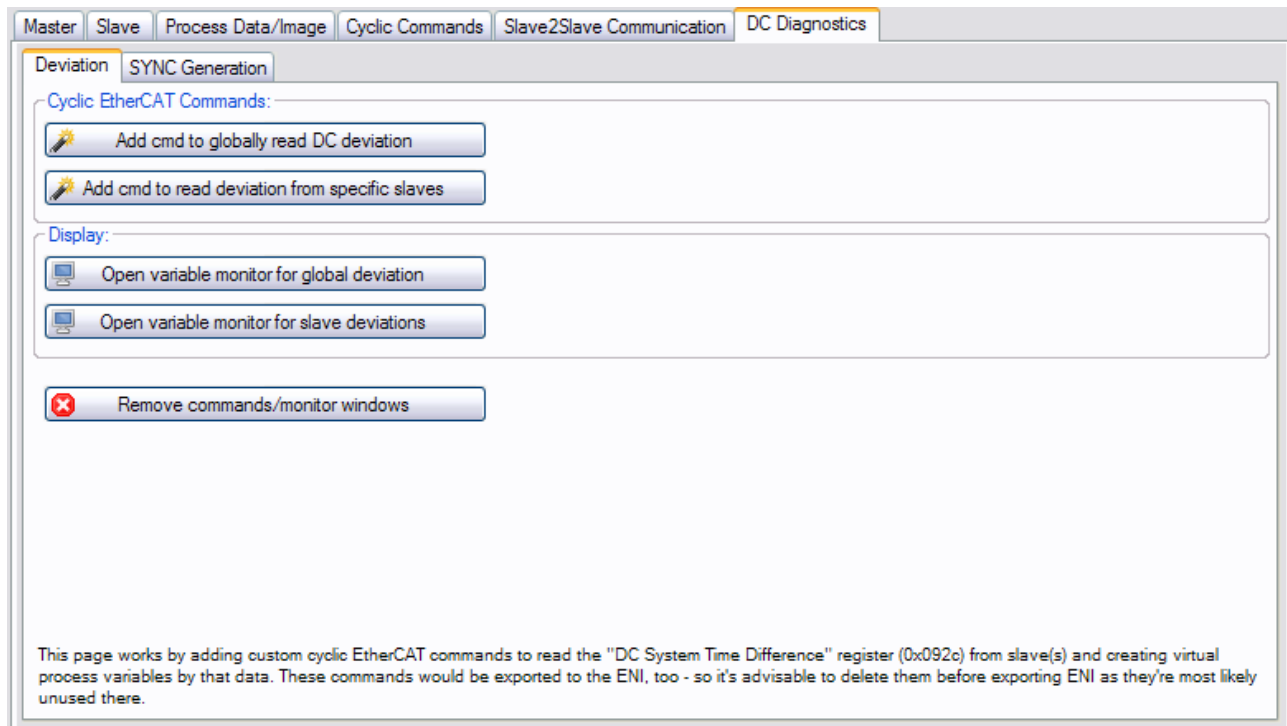 Master Slave Process Data/Image Cyclic Commands Slave2Slave Communication DC Diagnostics
Deviation SYNC Generation
Cyclic EtherCAT Commands:
Add cmd to globally read DC deviation
Add cmd to read deviation from specific slaves
Display:
Open variable monitor for global deviation
Open variable monitor for slave deviations
Remove commands/monitor windows
This page works by adding custom cyclic EtherCAT commands to read the "DC System Time Difference" register (0x092c) from slave(s) and creating virtual
process variables by that data. These commands would be exported to the ENI, too - so it's advisable to delete them before exporting ENI as they're most likely
unused there.